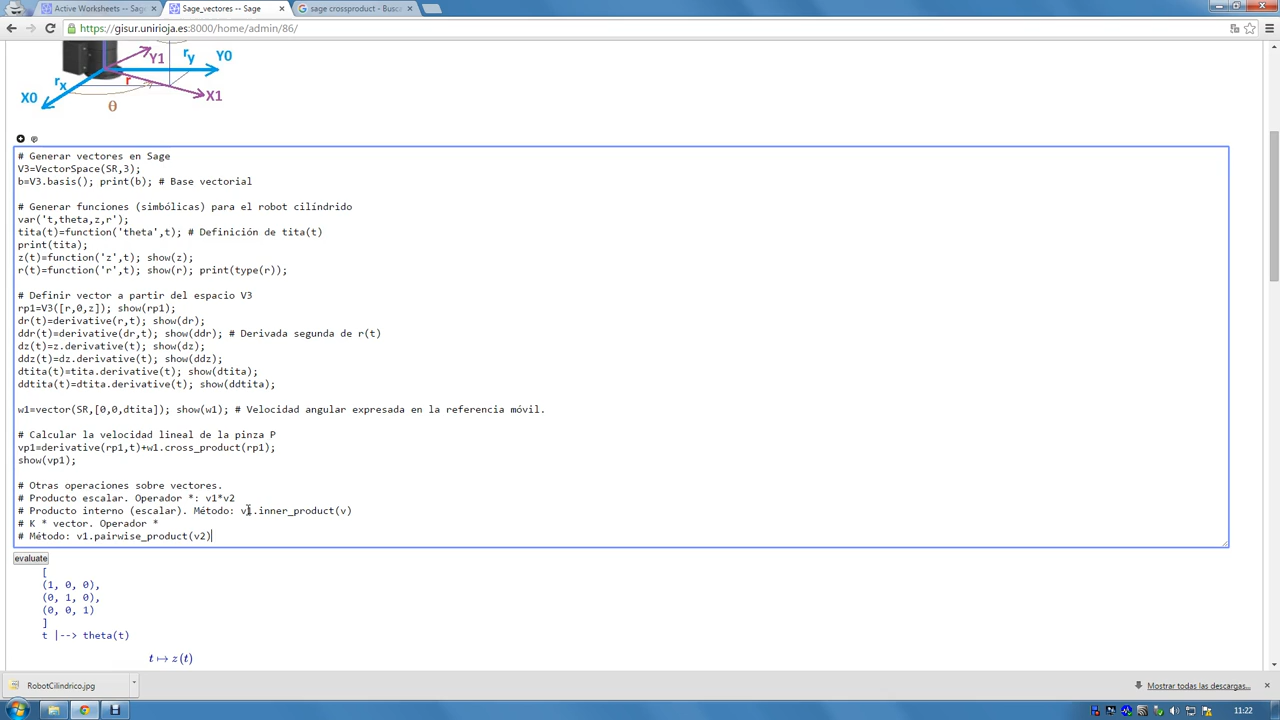 Active Worksheets -- Sag
Sage_vectores -- Sage
sage crossproduct - Busc
https://gisur.unirioja.es:8000/home/admin/86/
Y1
ry
Y0
rx
r
X0
X1
θ
# Generar vectores en Sage
V3=VectorSpace(SR,3);
b=V3.basis(); print(b); # Base vectorial
# Generar funciones (simbólicas) para el robot cilíndrido
var('t,theta,z,r');
tita(t)=function('theta',t); # Definición de tita(t)
print(tita);
z(t)=function('z',t); show(z);
r(t)=function('r',t); show(r); print(type(r));
# Definir vector a partir del espacio V3
rp1=V3([r,0,z]); show(rp1);
dr(t)=derivative(r,t); show(dr);
ddr(t)=derivative(dr,t); show(ddr); # Derivada segunda de r(t)
dz(t)=z.derivative(t); show(dz);
ddz(t)=dz.derivative(t); show(ddz);
dtita(t)=tita.derivative(t); show(dtita);
ddtita(t)=dtita.derivative(t); show(ddtita);
w1=vector(SR,[0,0,dtita]); show(w1); # Velocidad angular expresada en la referencia móvil.
# Calcular la velocidad lineal de la pinza P
vp1=derivative(rp1,t)+w1.cross_product(rp1);
show(vp1);
# Otras operaciones sobre vectores.
# Producto escalar. Operador *: v1*v2
# Producto interno (escalar). Método: v1.inner_product(v)
# K * vector. Operador *
# Método: v1.pairwise_product(v2)
evaluate
[
(1, 0, 0),
(0, 1, 0),
(0, 0, 1)
]
t |--> theta(t)
t ↦ z(t)
RobotCilindrico.jpg
Mostrar todas las descargas...
11:22